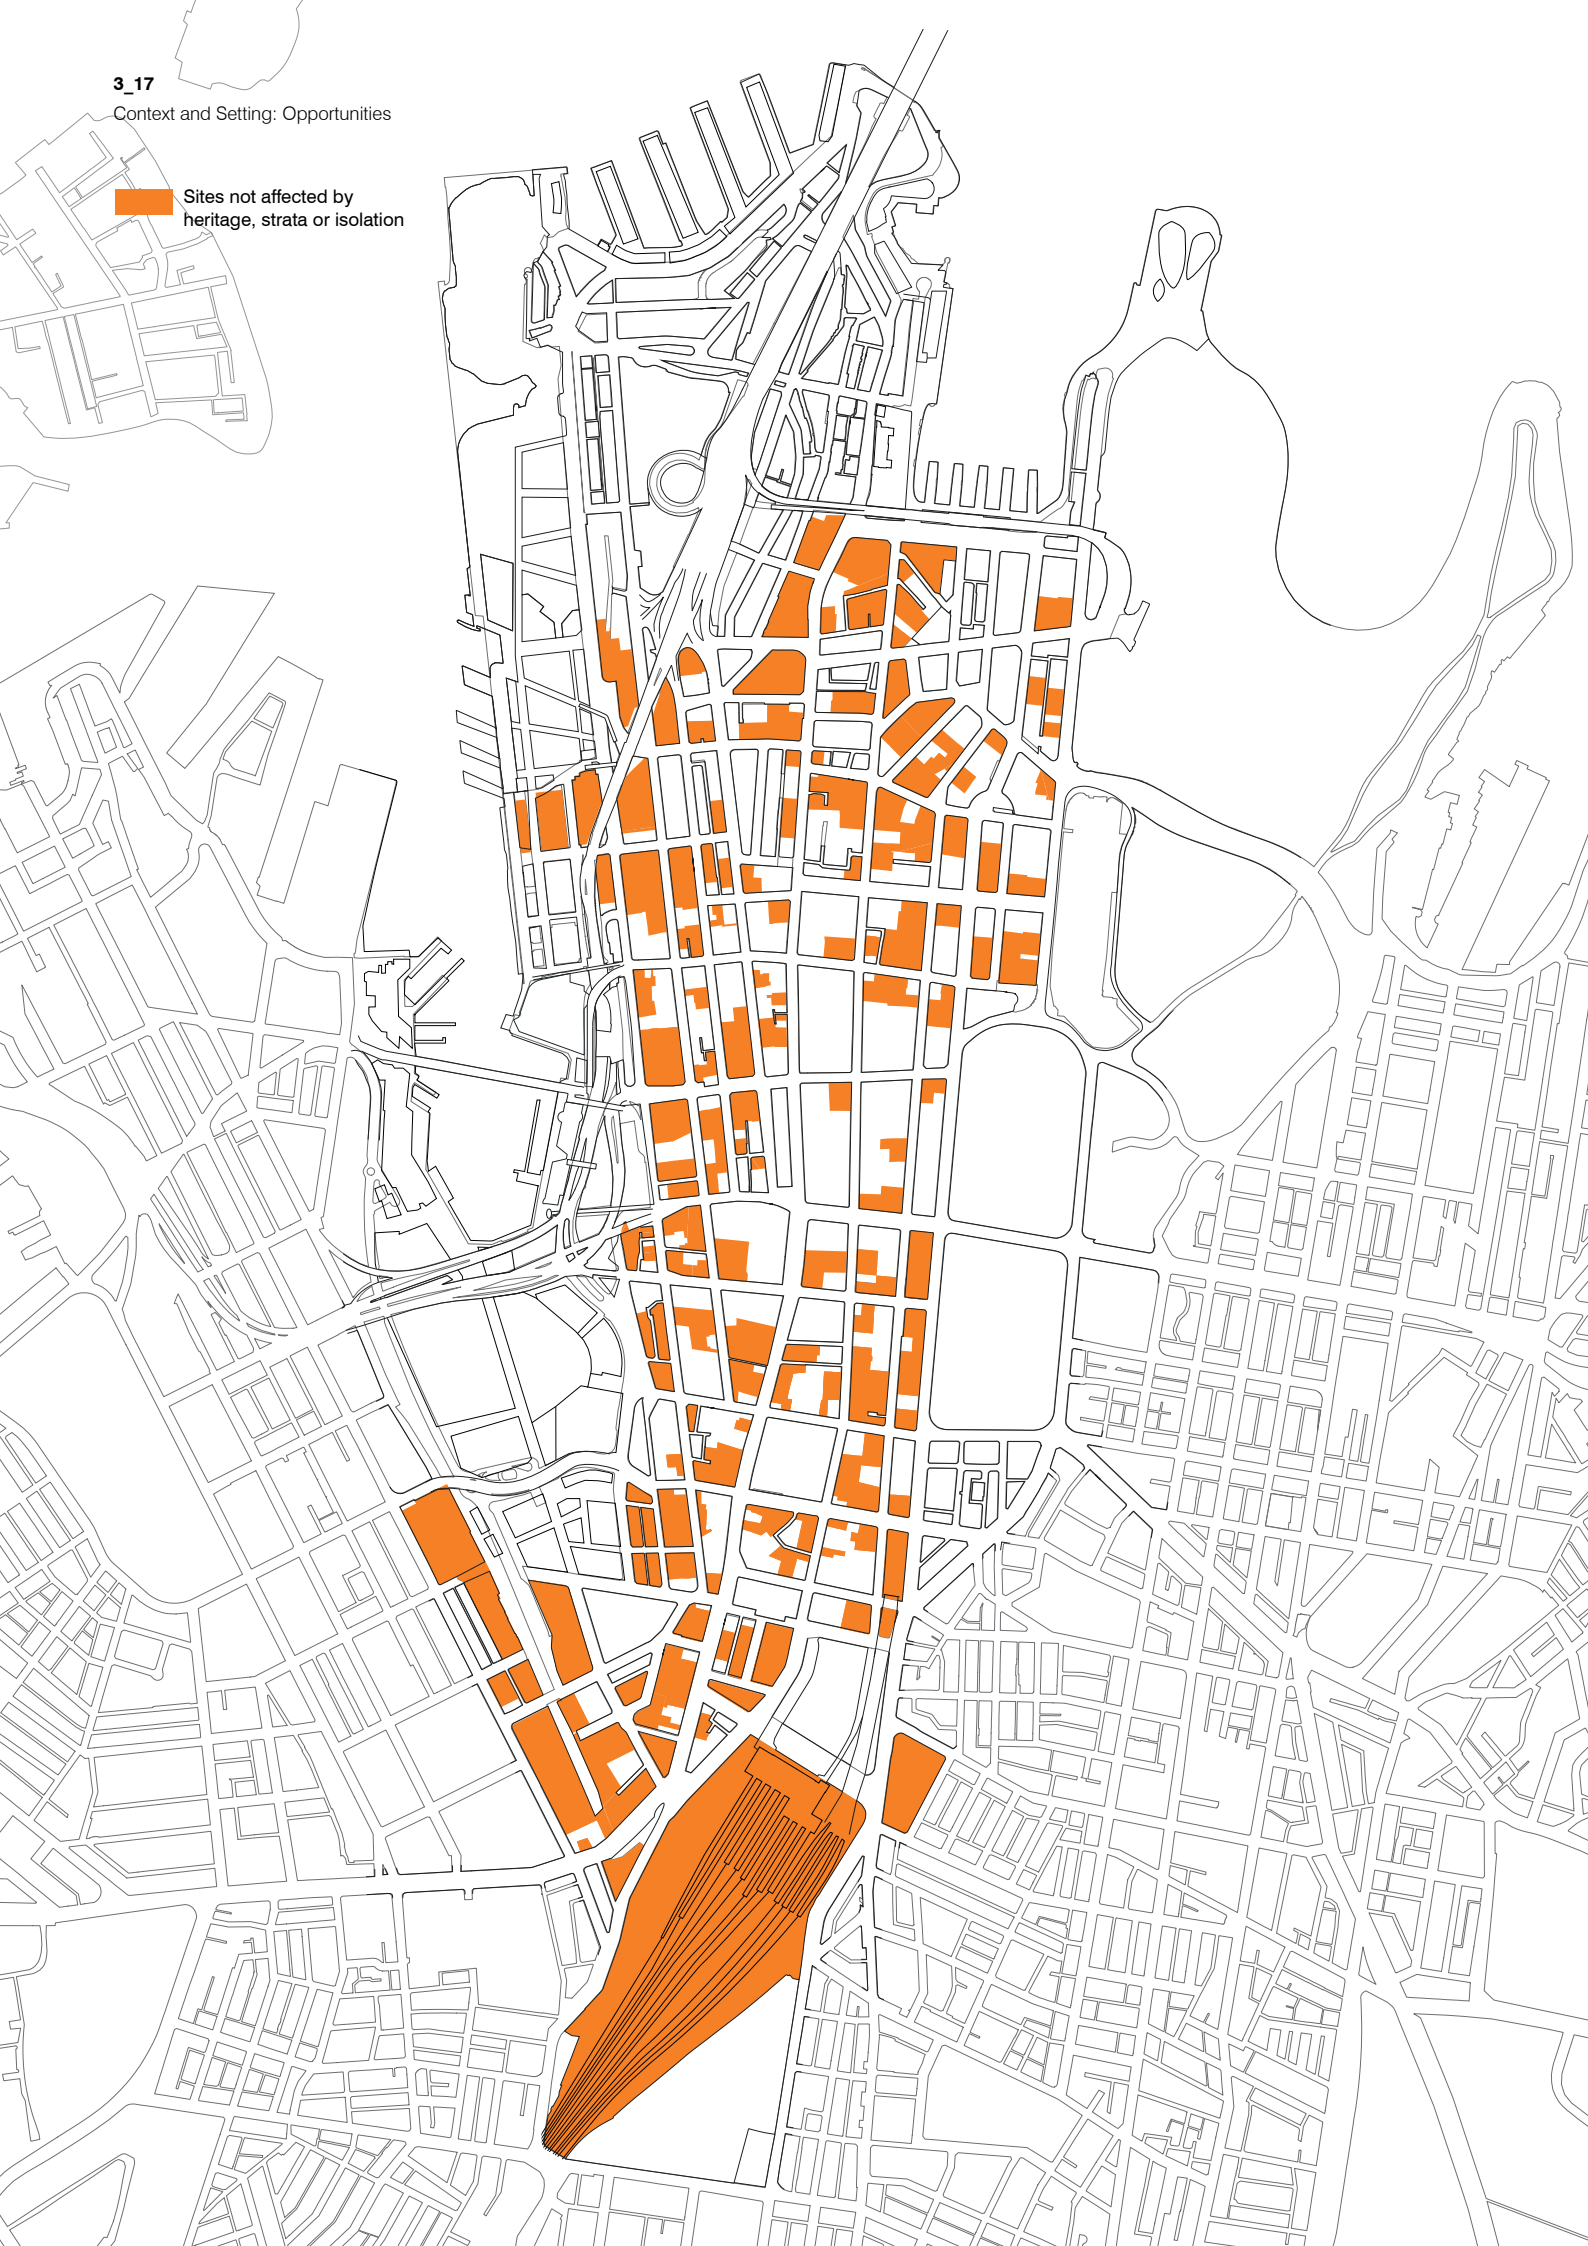 3_17
Context and Setting: Opportunities
Sites not affected by
heritage, strata or isolation